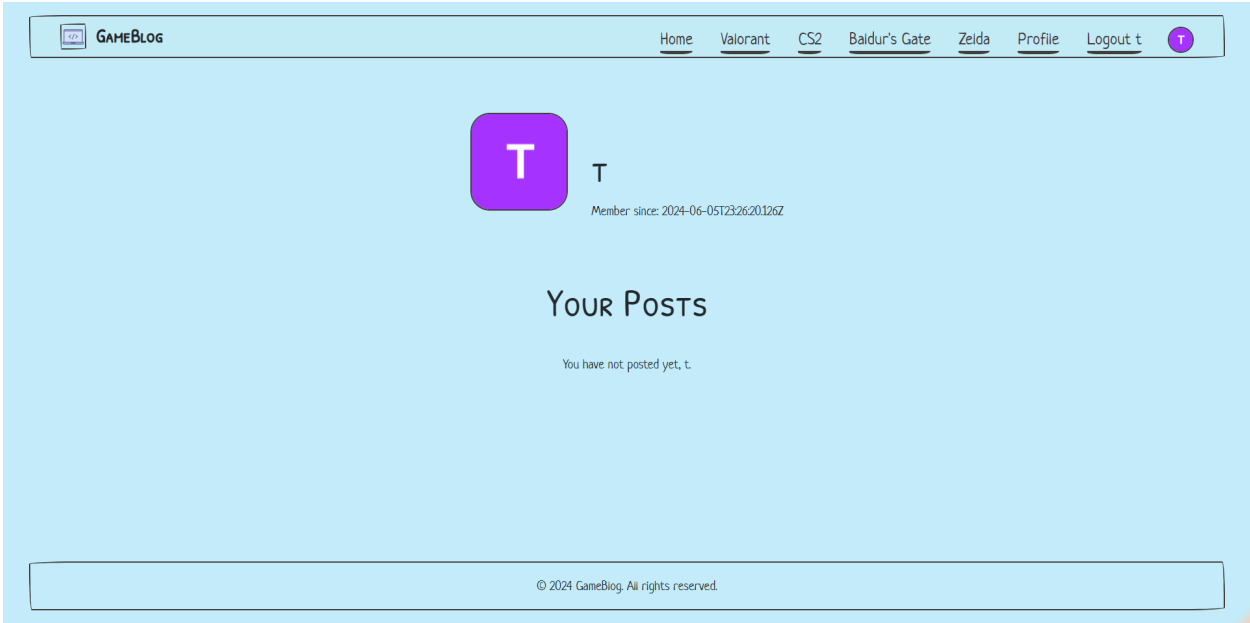 GameBlog
Home Valorant CS2 Baldur's Gate Zelda Profile Logout t T
T
T
Member since: 2024-06-05T23:26:20.126Z
Your Posts
You have not posted yet, t.
© 2024 GameBlog. All rights reserved.